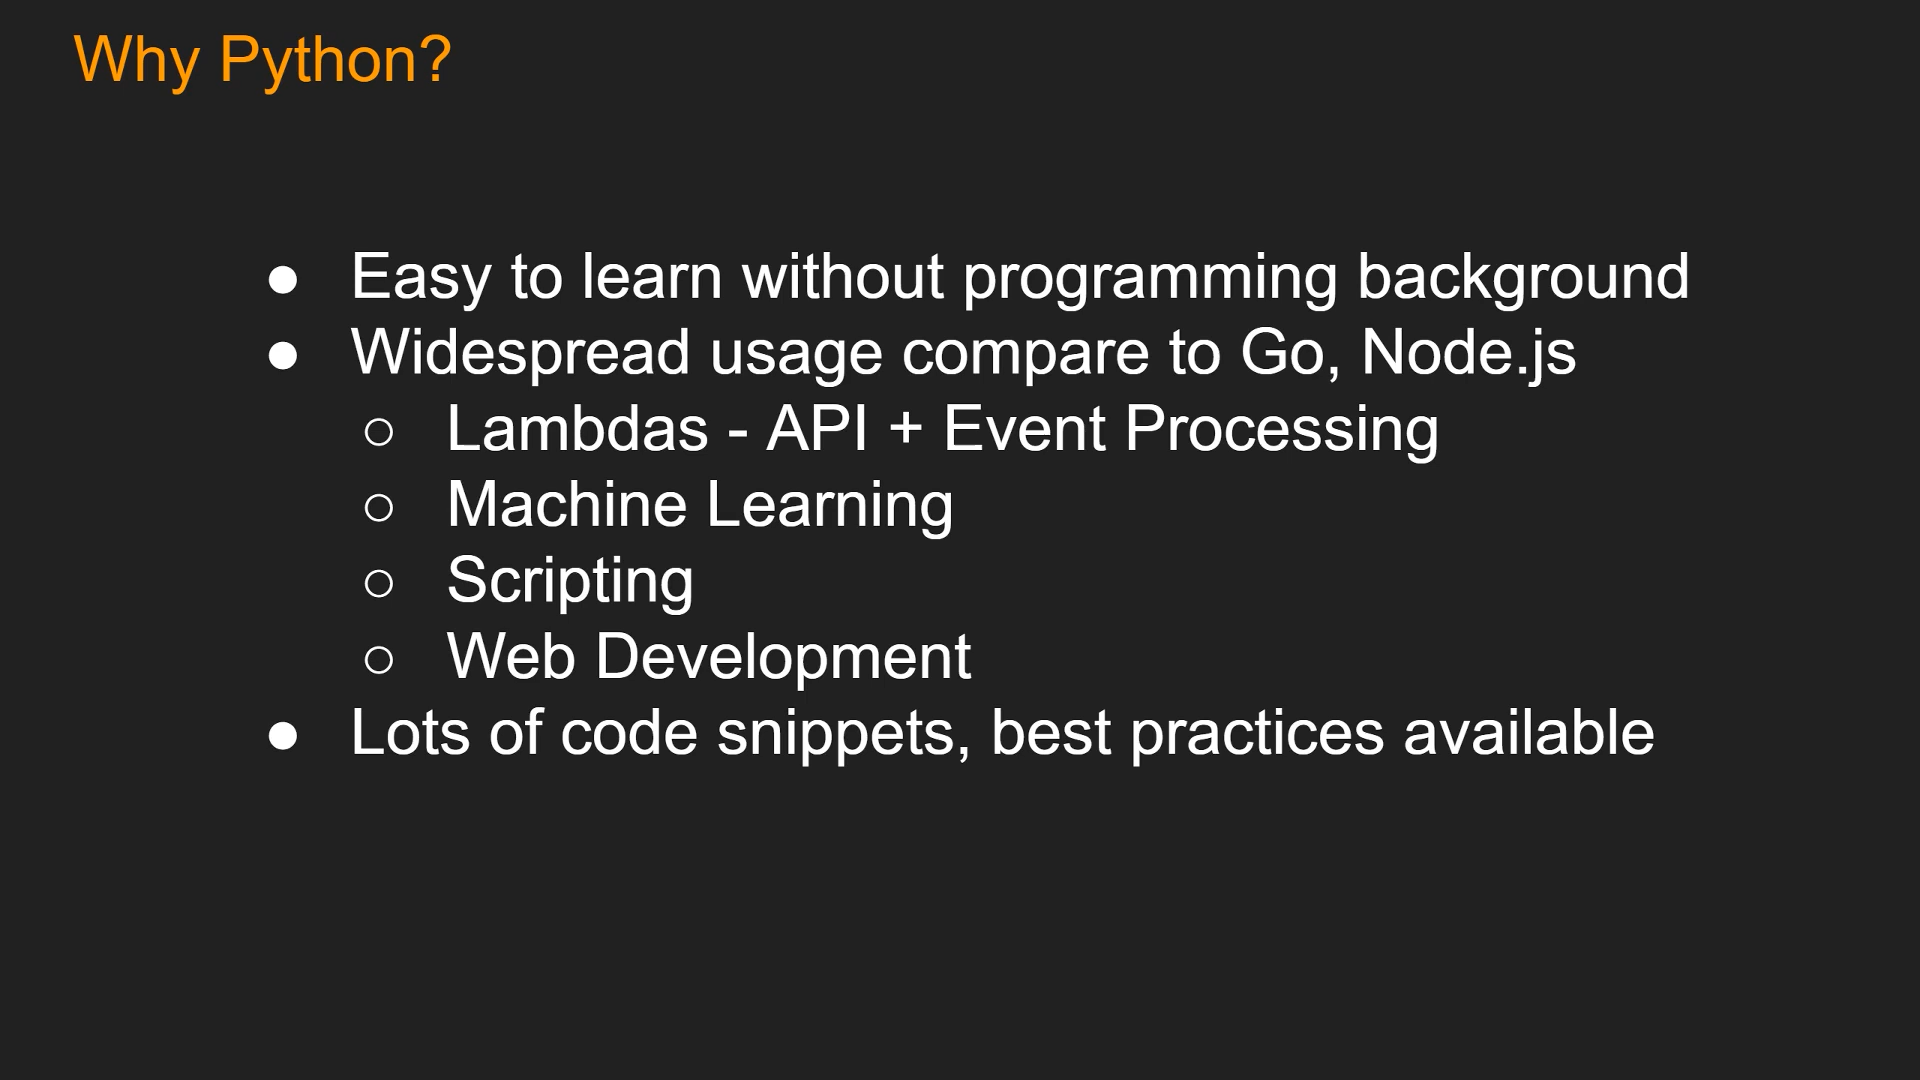 Why Python?
● Easy to learn without programming background
● Widespread usage compare to Go, Node.js
○ Lambdas - API + Event Processing
○ Machine Learning
○ Scripting
○ Web Development
● Lots of code snippets, best practices available